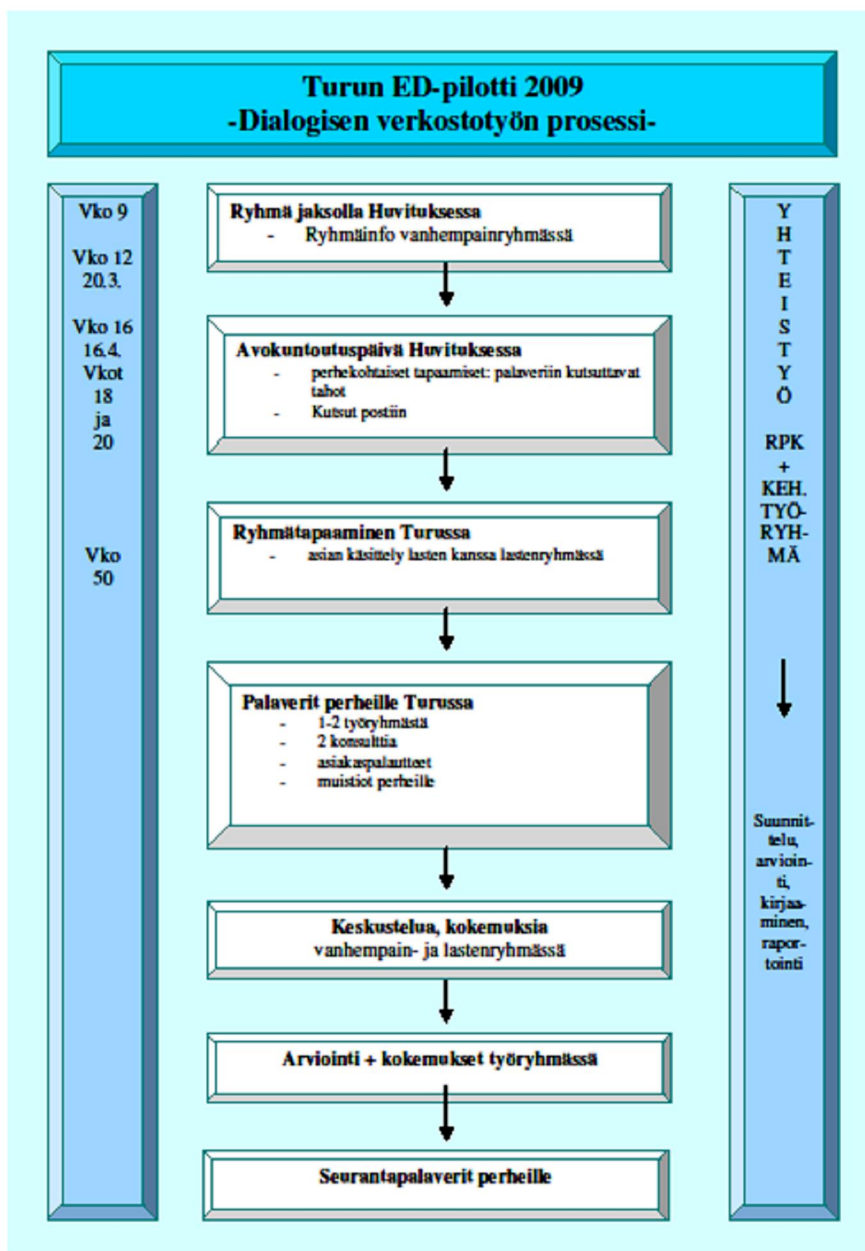 Turun ED-pilotti 2009
-Dialogisen verkostotyön prosessi-
Vko 9
Vko 12
20.3.
Vko 16
16.4.
Vkot
18
ja
20
Vko
50
Ryhmä jaksolla Huvituksessa
- Ryhmäinfo vanhempainryhmässä
Avokuntoutuspäivä Huvituksessa
- perhekohtaiset tapaamiset: palaveriin kutsuttavat
tahot
- Kutsut postiin
Ryhmätapaaminen Turussa
- asian käsittely lasten kanssa lastenryhmässä
Palaverit perheille Turussa
- 1-2 työryhmästä
- 2 konsulttia
- asiakaspalautteet
- muistiot perheille
Keskustelua, kokemuksia
vanhempain- ja lastenryhmässä
Arviointi + kokemukset työryhmässä
Seurantapalaverit perheille
Y
H
T
E
I
S
T
Y
Ö
RPK
+
KEH.
TYÖ-
RYH-
MÄ
Suunnit-
telu,
arvioin-
ti,
kirjaa-
minen,
rapor-
tointi